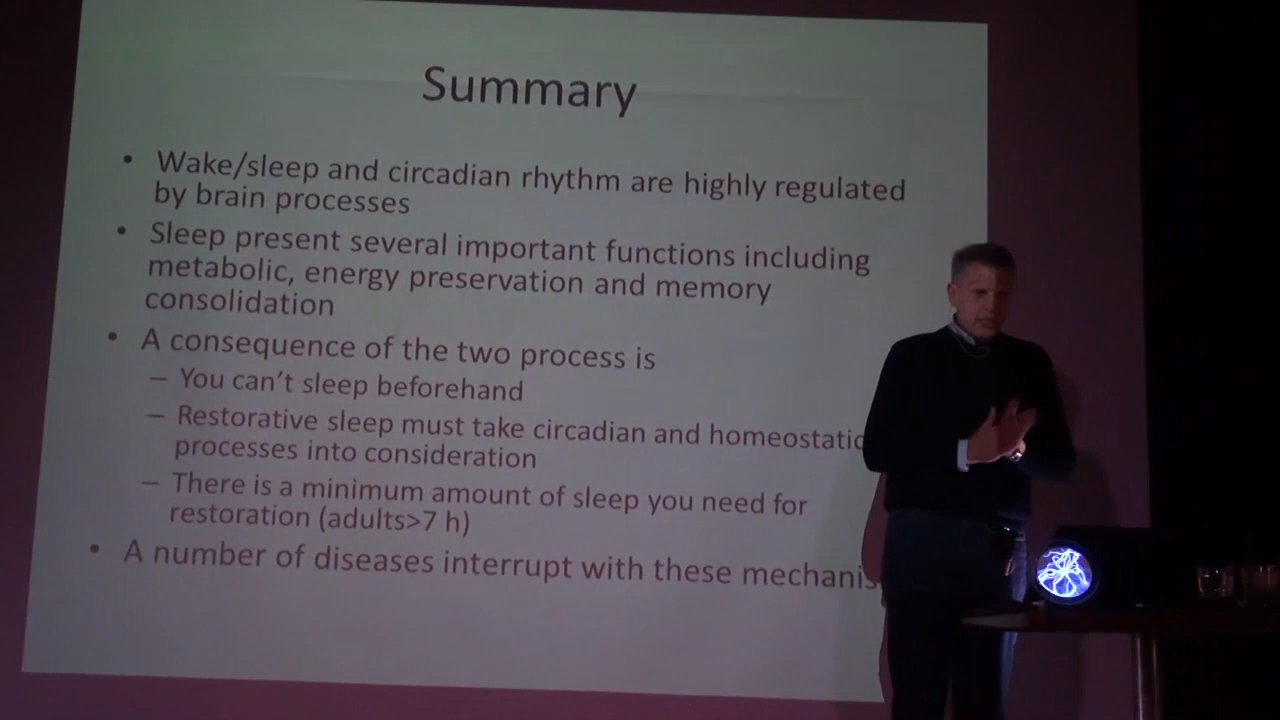 Summary
• Wake/sleep and circadian rhythm are highly regulated
by brain processes
• Sleep present several important functions including
metabolic, energy preservation and memory
consolidation
• A consequence of the two process is
– You can't sleep beforehand
– Restorative sleep must take circadian and homeostatic
processes into consideration
– There is a minimum amount of sleep you need for
restoration (adults>7 h)
• A number of diseases interrupt with these mechanis